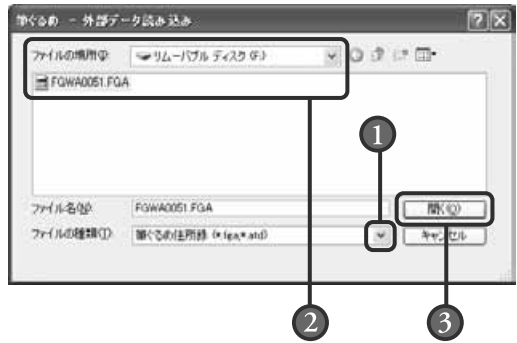 筆ぐるめ - 外部データ読み込み
ファイルの場所(I):
リムーバブル ディスク (F:)
FGWA0051.FGA
1
ファイル名(N):
FGWA0051.FGA
開く(O)
ファイルの種類(T):
筆ぐるめ住所録 (*.fga;*.atd)
キャンセル
2
3